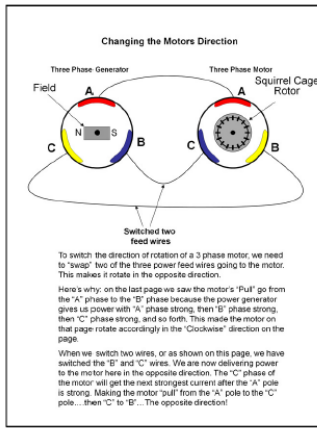 Changing the Motors Direction
Three Phase Generator
Three Phase Motor
Squirrel Cage
Rotor
Field
A
A
N
S
C
B
C
B
Switched two
feed wires
To switch the direction of rotation of a 3 phase motor, we need
to "swap" two of the three power feed wires going to the motor.
This makes it rotate in the opposite direction.
Here's why: on the last page we saw the motor's "Pull" go from
the "A" phase to the "B" phase because the power generator
gives us power with "A" phase strong, then "B" phase strong,
then "C" phase strong, and so forth. This made the motor on
that page rotate accordingly in the "Clockwise" direction on the
page.
When we switch two wires, or as shown on this page, we have
switched the "B" and "C" wires. We are now delivering power
to the motor here in the opposite direction. The "C" phase of
the motor will get the next strongest current after the "A" pole
is strong. Making the motor "pull" from the "A" pole to the "C"
pole....then "C" to "B"... The opposite direction!